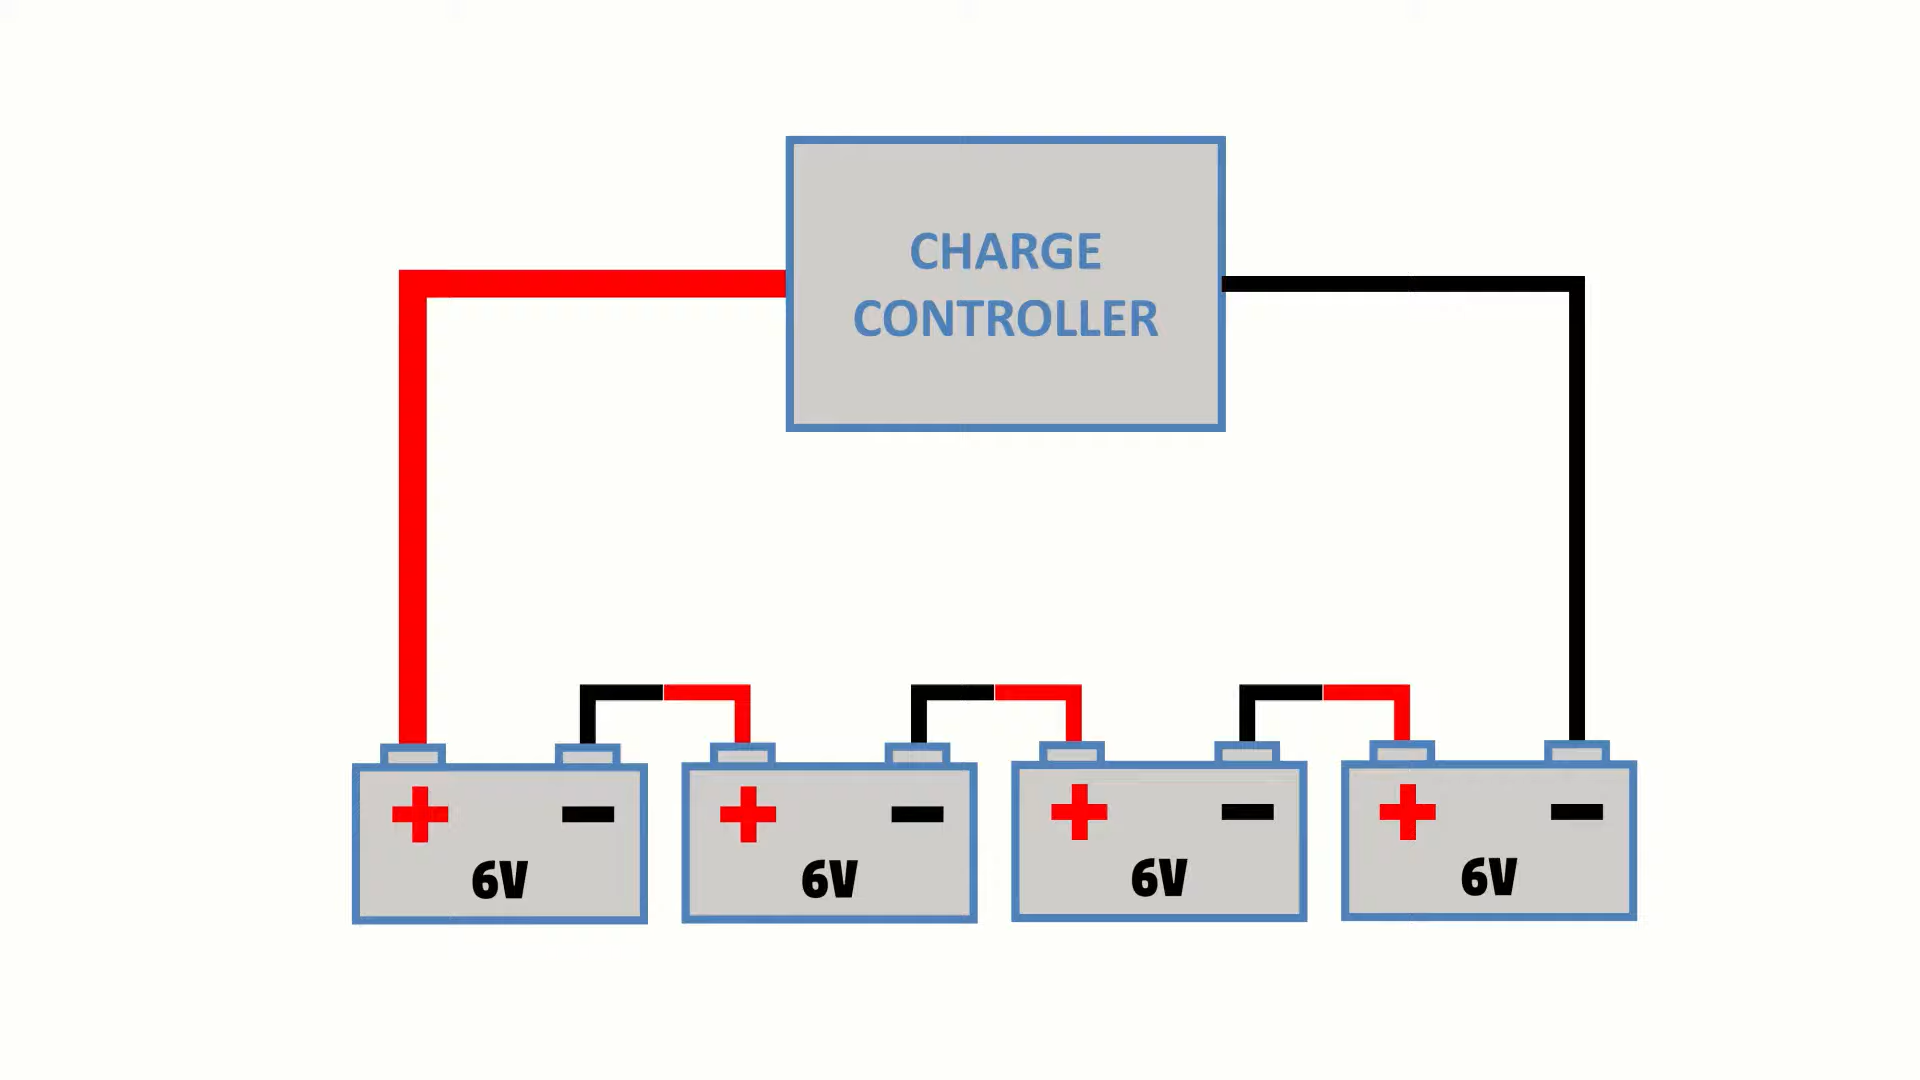 CHARGE
CONTROLLER
+ − + − + − + −
6V 6V 6V 6V